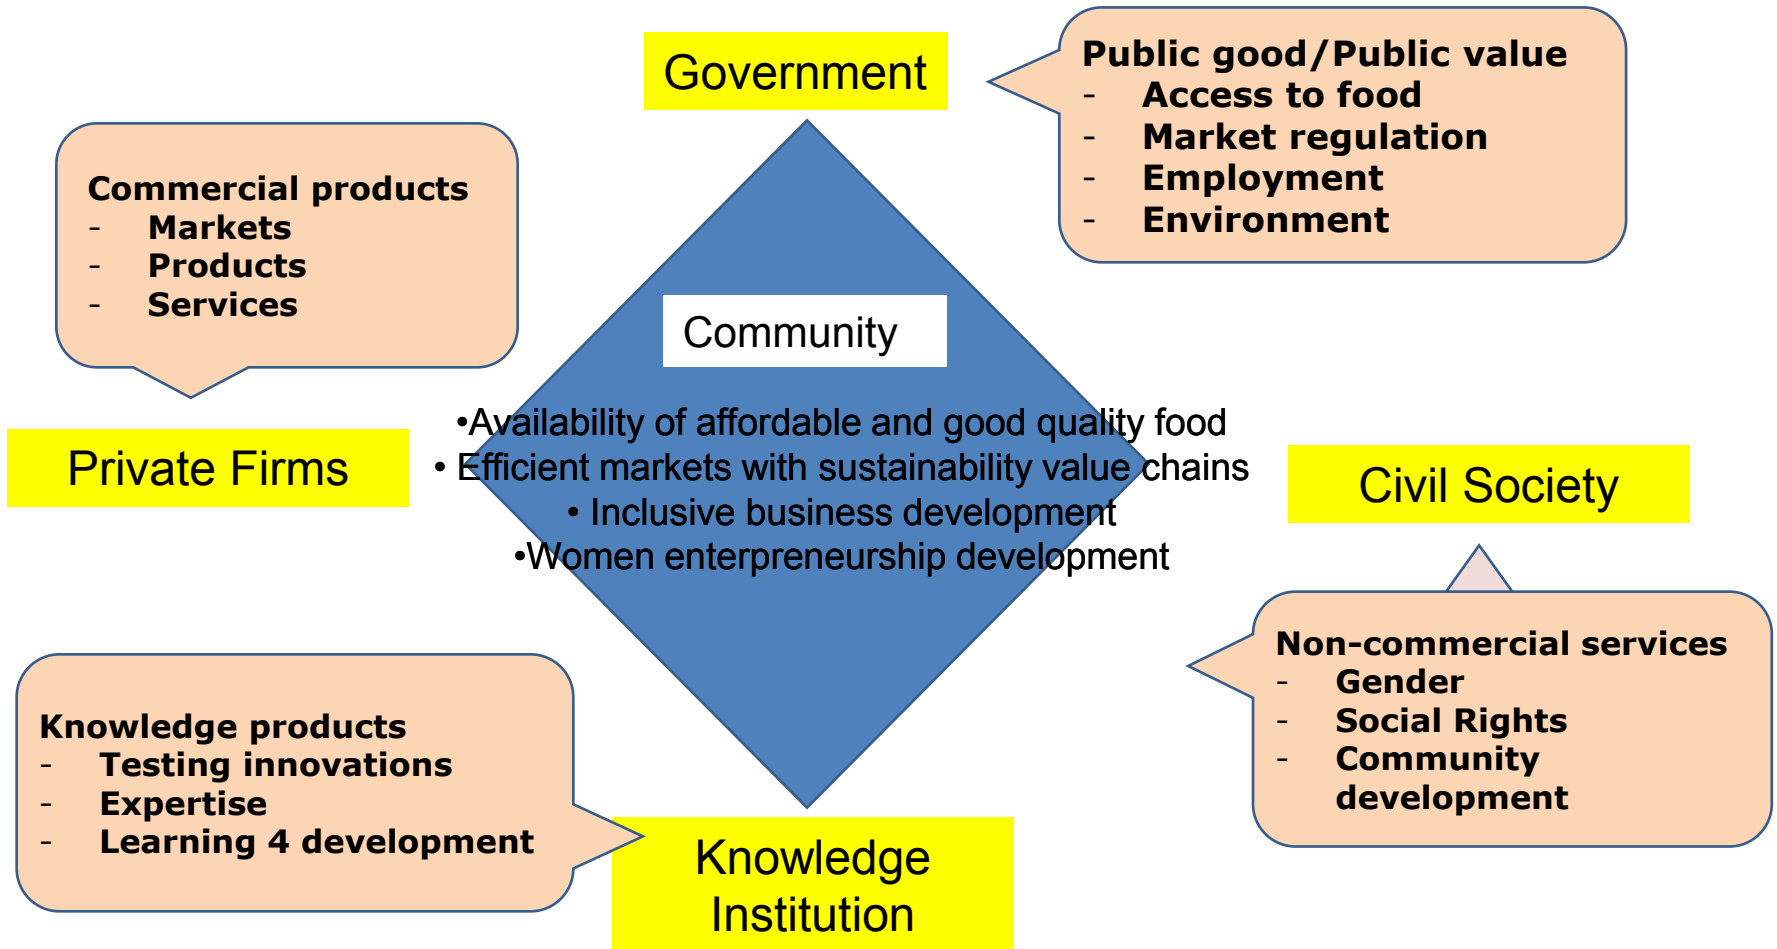 Government
Public good/Public value
- Access to food
- Market regulation
- Employment
- Environment
Commercial products
- Markets
- Products
- Services
Community
•Availability of affordable and good quality food
• Efficient markets with sustainability value chains
• Inclusive business development
•Women enterpreneurship development
Private Firms
Civil Society
Non-commercial services
- Gender
- Social Rights
- Community
development
Knowledge products
- Testing innovations
- Expertise
- Learning 4 development
Knowledge
Institution